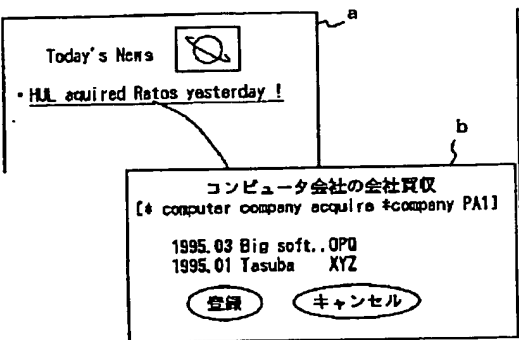 a
Today's News
・HUL aquired Ratos yesterday !
b
コンピュータ会社の会社買収
[* computer company acquire *company PA1]
1995.03 Big soft..OPQ
1995.01 Tasuba XYZ
登録 キャンセル